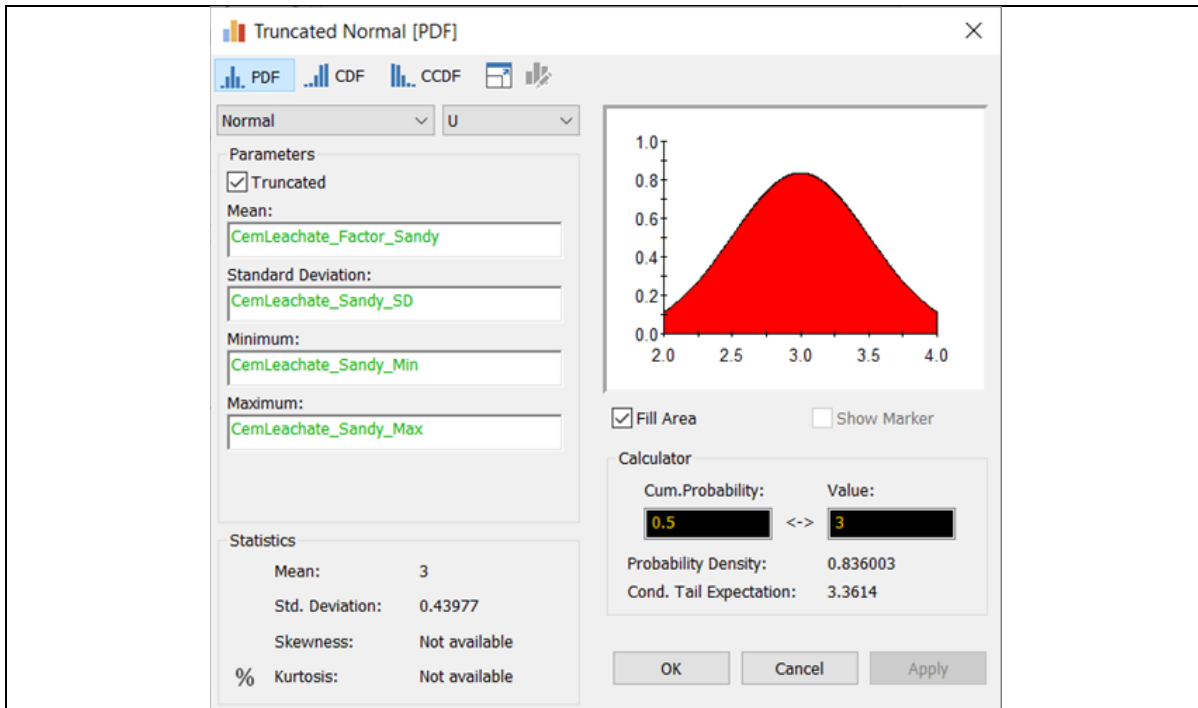 Truncated Normal [PDF]
PDF CDF CCDF
Normal U
Parameters
Truncated
Mean:
CemLeachate_Factor_Sandy
Standard Deviation:
CemLeachate_Sandy_SD
Minimum:
CemLeachate_Sandy_Min
Maximum:
CemLeachate_Sandy_Max
Statistics
Mean: 3
Std. Deviation: 0.43977
Skewness: Not available
% Kurtosis: Not available
1.0
0.8
0.6
0.4
0.2
0.0
2.0 2.5 3.0 3.5 4.0
Fill Area Show Marker
Calculator
Cum.Probability: Value:
0.5 <-> 3
Probability Density: 0.836003
Cond. Tail Expectation: 3.3614
OK Cancel Apply